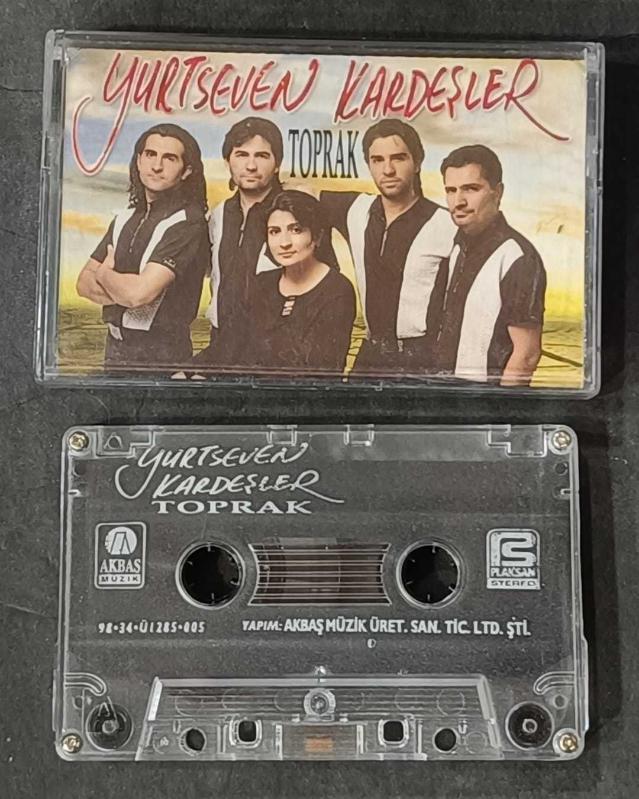 YURTSEVEN KARDEŞLER
TOPRAK
YURTSEVEN
KARDEŞLER
TOPRAK
AKBAŞ
MÜZİK
PLAKSAN
STEREO
98•34•Ü1285•005
YAPIM: AKBAŞ MÜZİK ÜRET. SAN. TİC. LTD. ŞTİ.